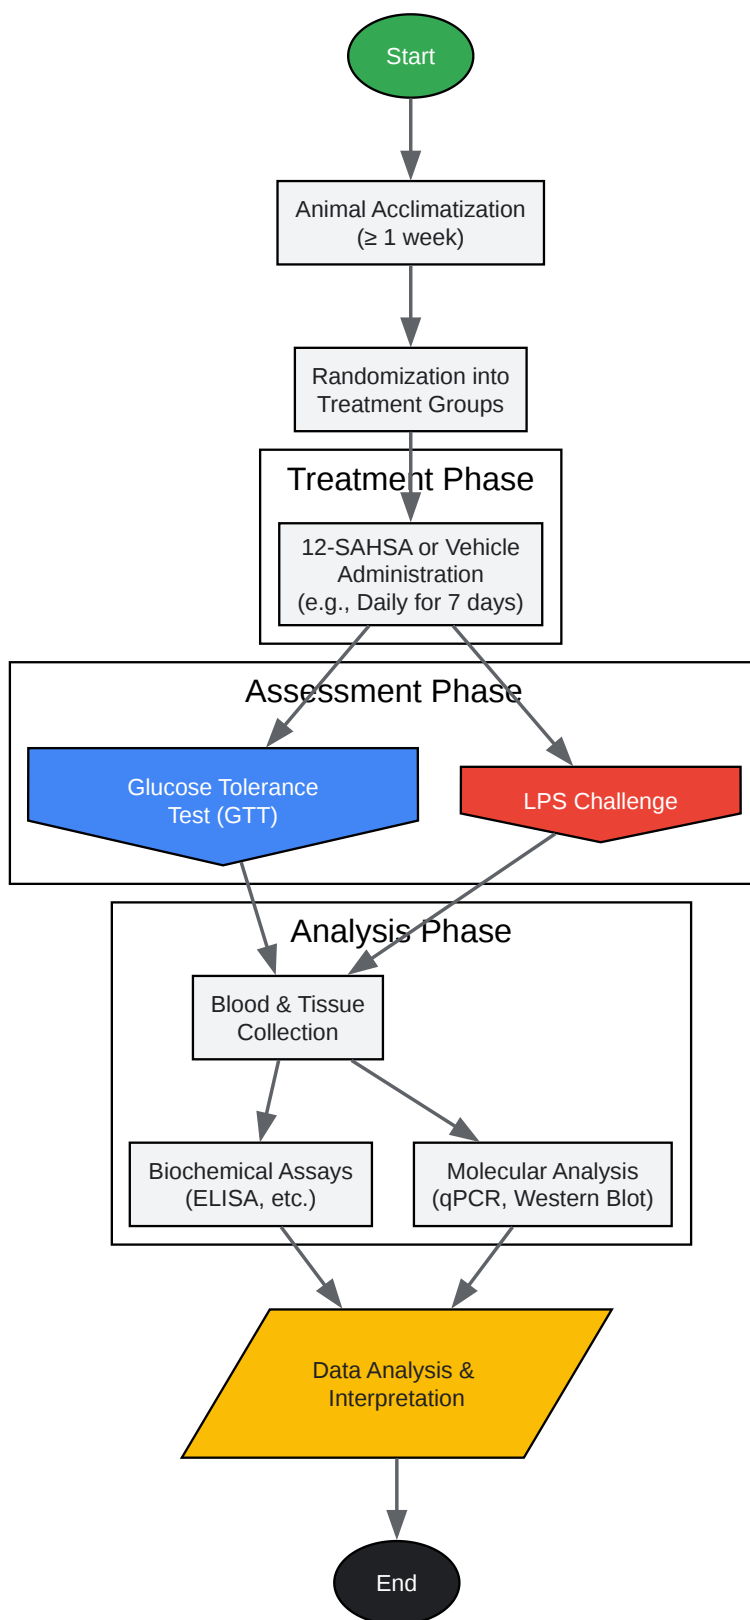 Start
Animal Acclimatization
(≥ 1 week)
Randomization into
Treatment Groups
Treatment Phase
12-SAHSA or Vehicle
Administration
(e.g., Daily for 7 days)
Assessment Phase
Glucose Tolerance
Test (GTT)
LPS Challenge
Analysis Phase
Blood & Tissue
Collection
Biochemical Assays
(ELISA, etc.)
Molecular Analysis
(qPCR, Western Blot)
Data Analysis &
Interpretation
End